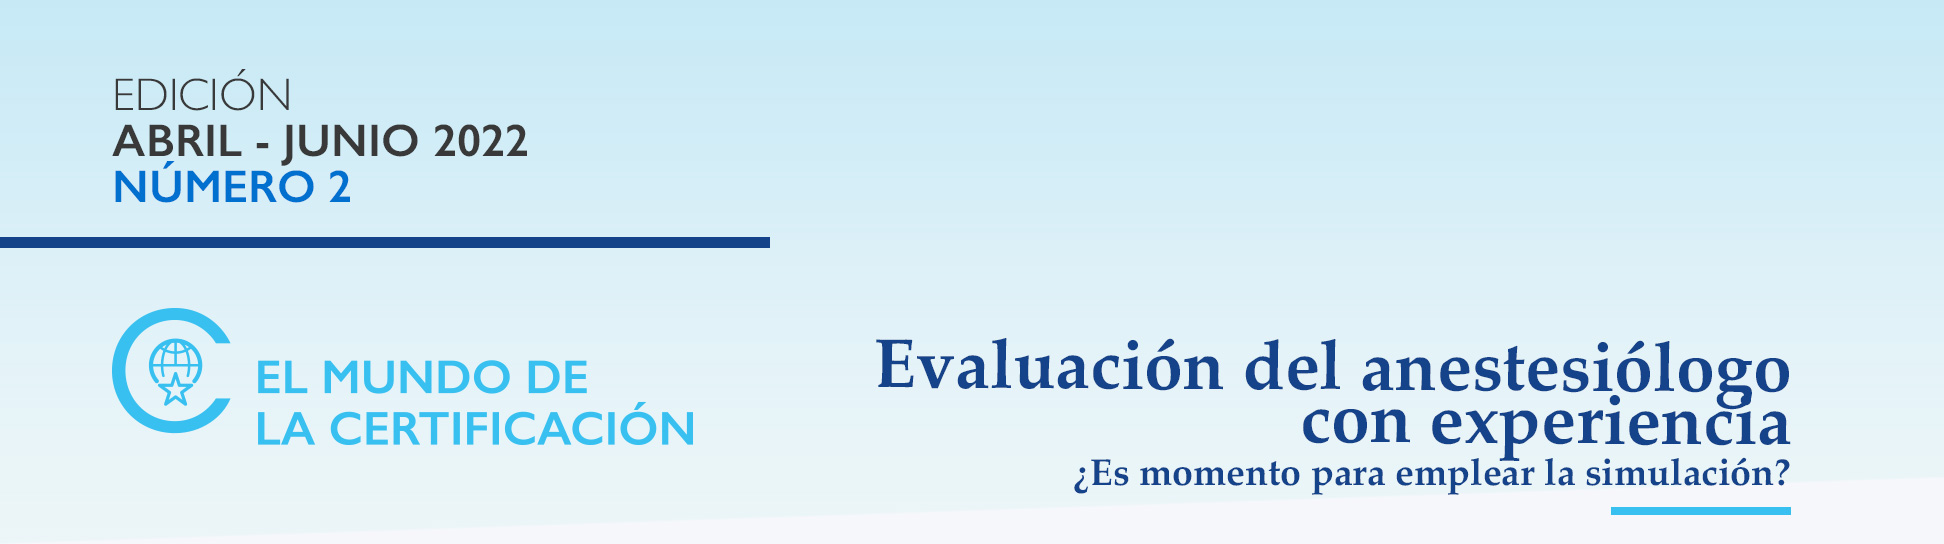 EDICIÓN
ABRIL - JUNIO 2022
NÚMERO 2
EL MUNDO DE
LA CERTIFICACIÓN
Evaluación del anestesiólogo
con experiencia
¿Es momento para emplear la simulación?